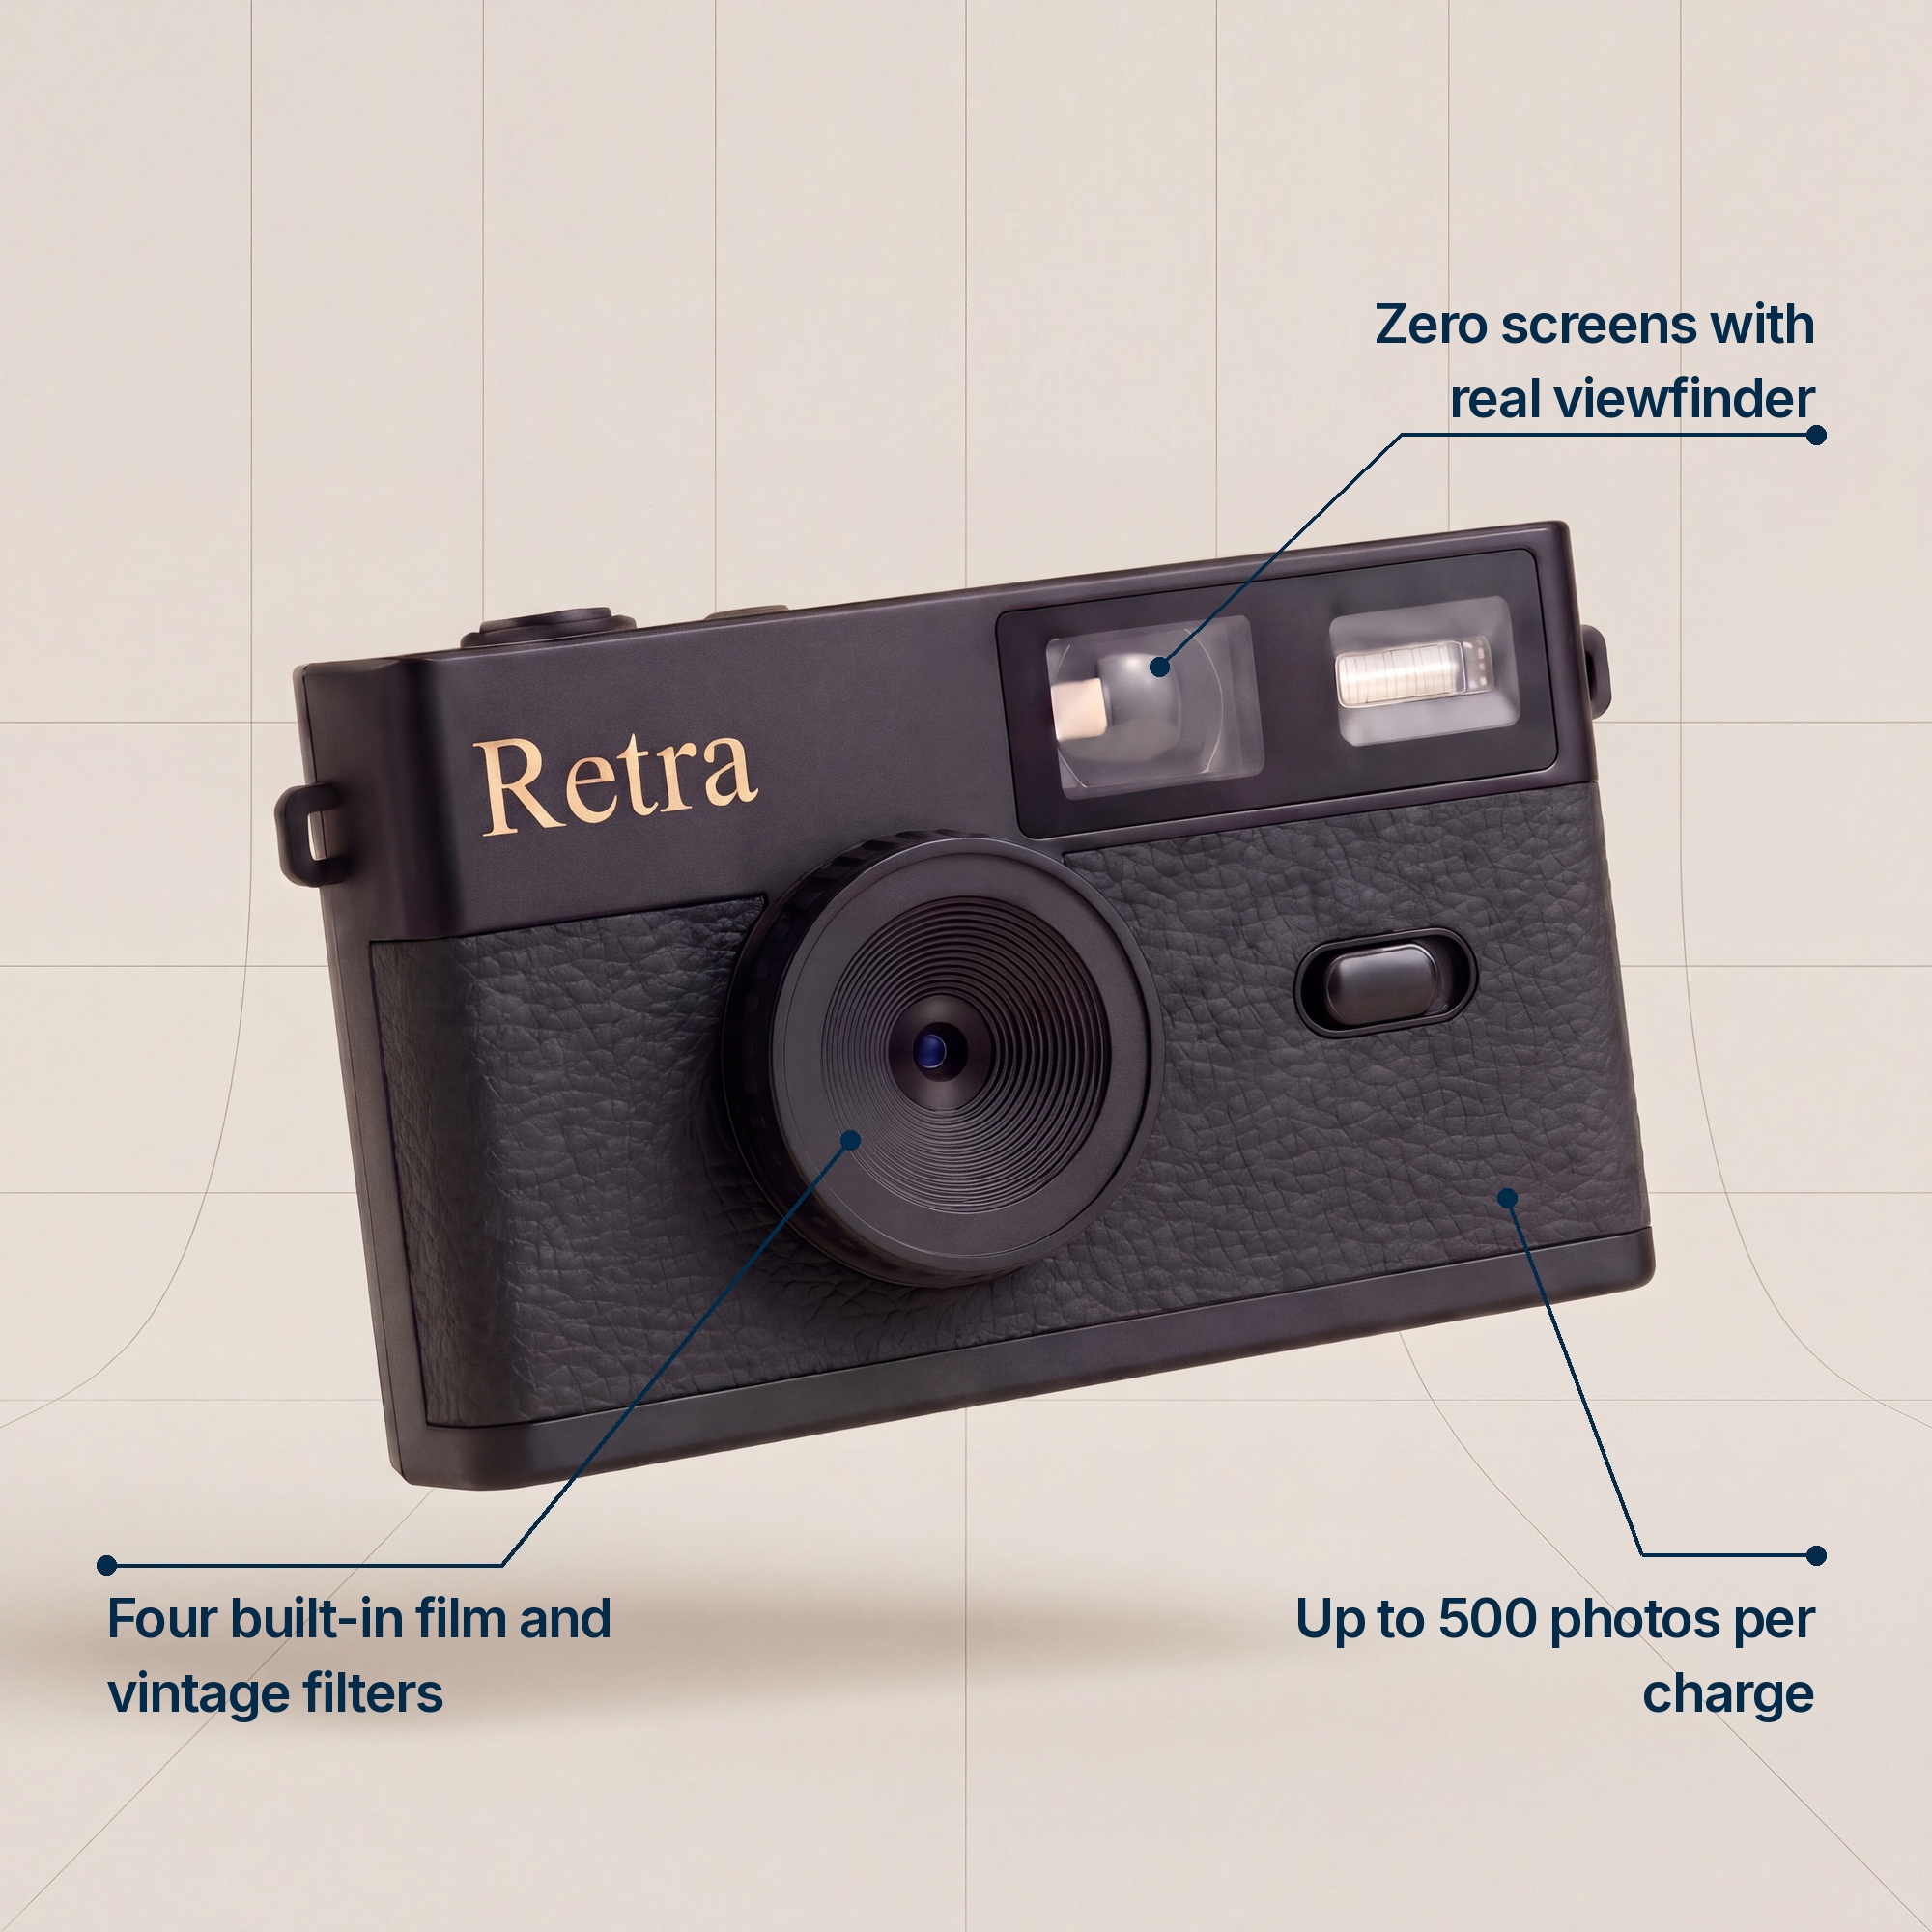 Zero screens with
real viewfinder
Retra
Four built-in film and
vintage filters
Up to 500 photos per
charge